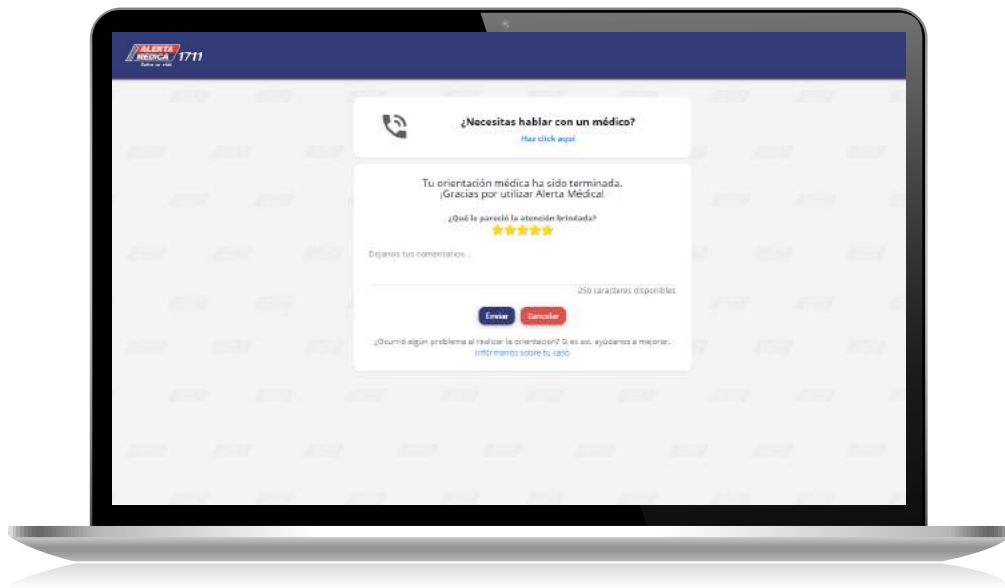 ALERTA
MEDICA 1711
¿Necesitas hablar con un médico?
Haz click aquí
Tu orientación médica ha sido terminada.
¡Gracias por utilizar Alerta Médica!
¿Qué le pareció la atención brindada?
Dejanos tus comentarios...
250 caracteres disponibles
Enviar Cancelar
¿Ocurrió algún problema al realizar la orientación? Si es así, ayúdanos a mejorar.
Infórmanos sobre tu caso